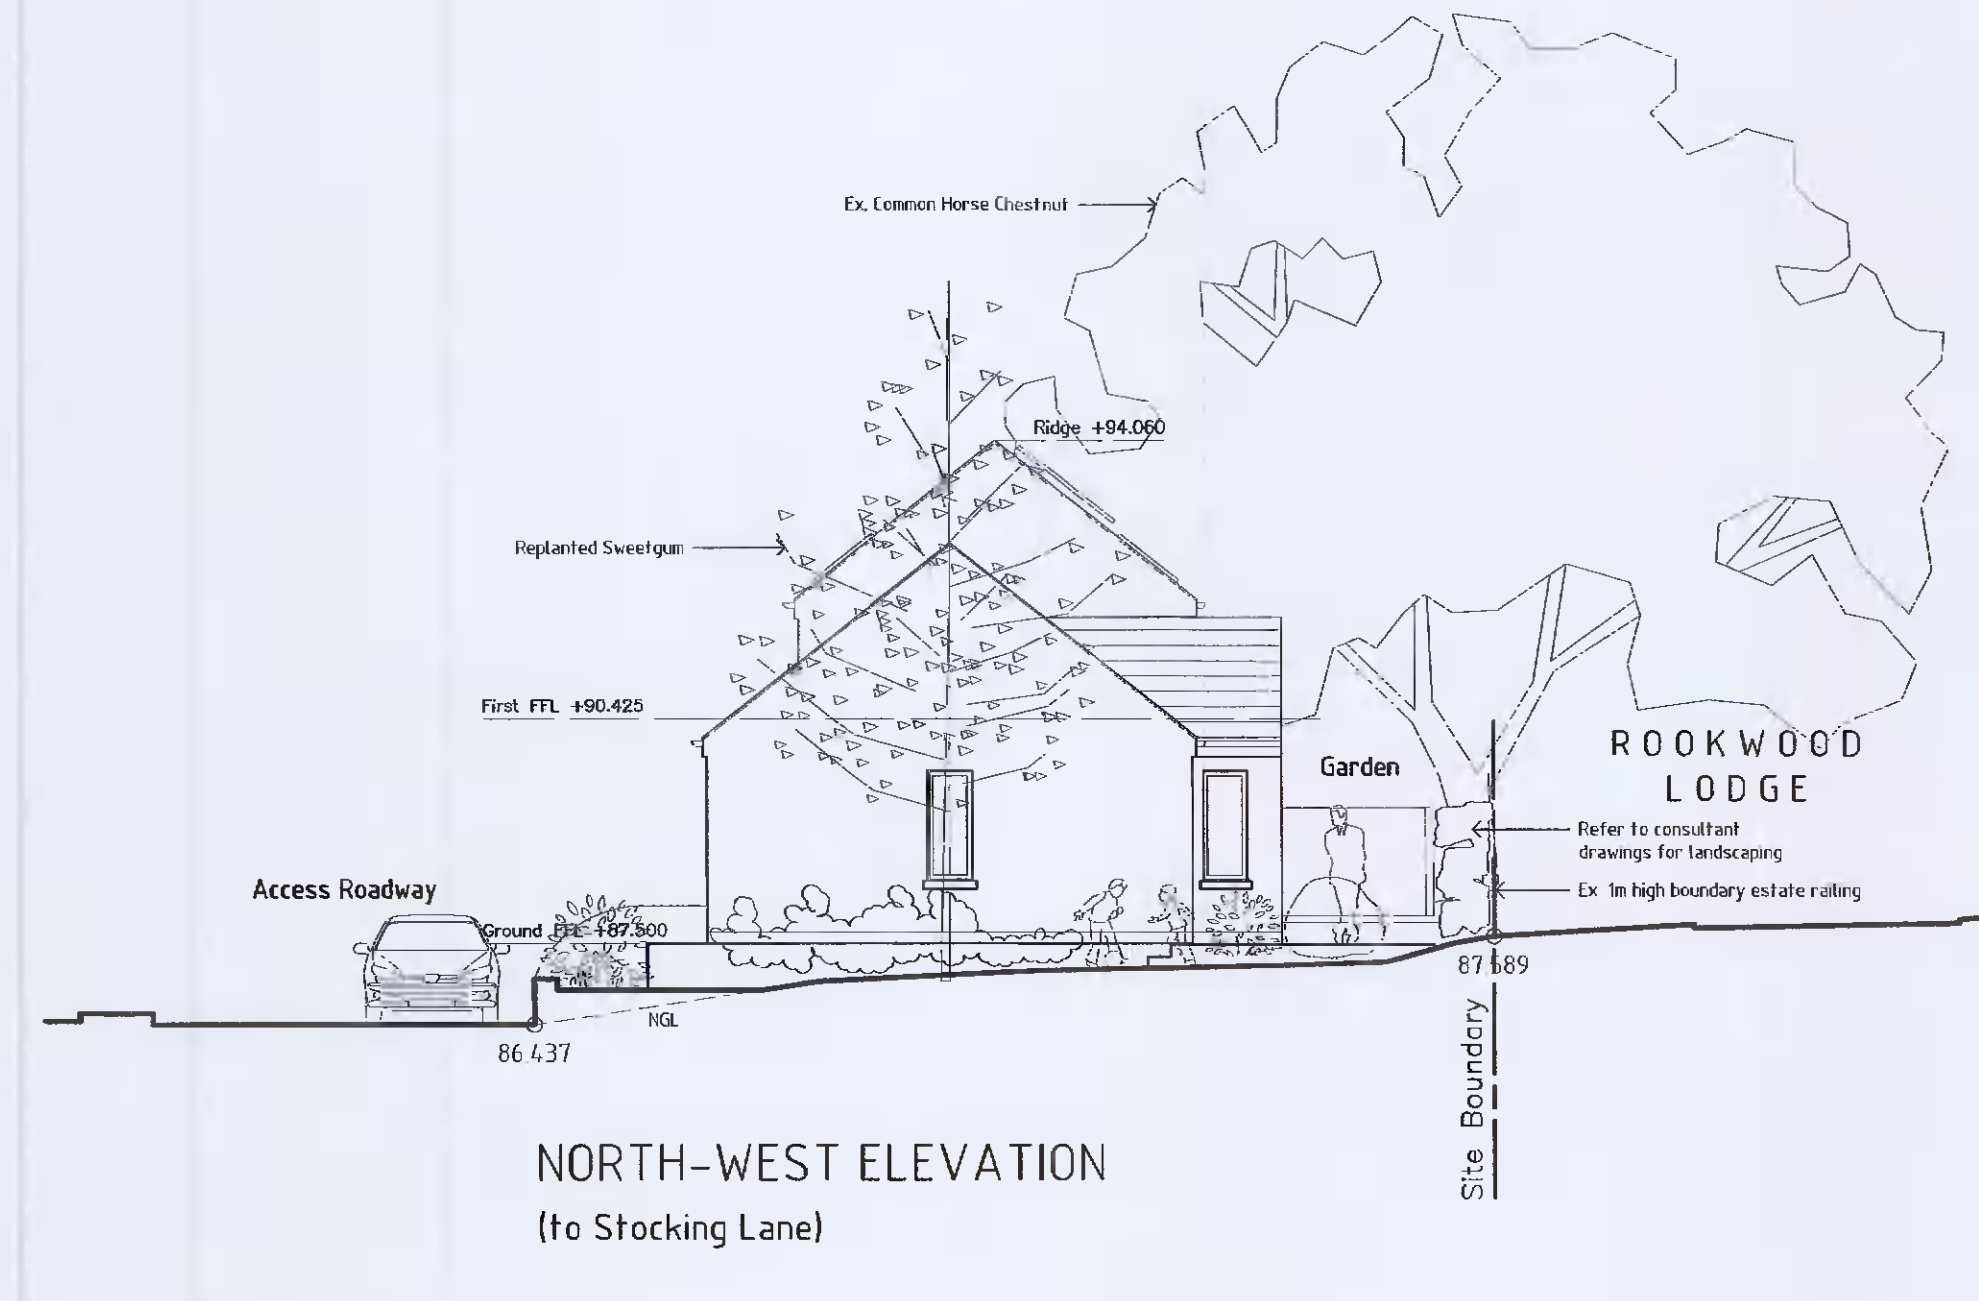 Ex. Common Horse Chestnut
Ridge +94.060
Replanted Sweetgum
First FFL +90.425
Garden
ROOKWOOD
LODGE
Refer to consultant
drawings for landscaping
Ex 1m high boundary estate railing
Access Roadway
Ground FFL +87.500
87.589
NGL
86.437
Site Boundary
NORTH-WEST ELEVATION
(to Stocking Lane)